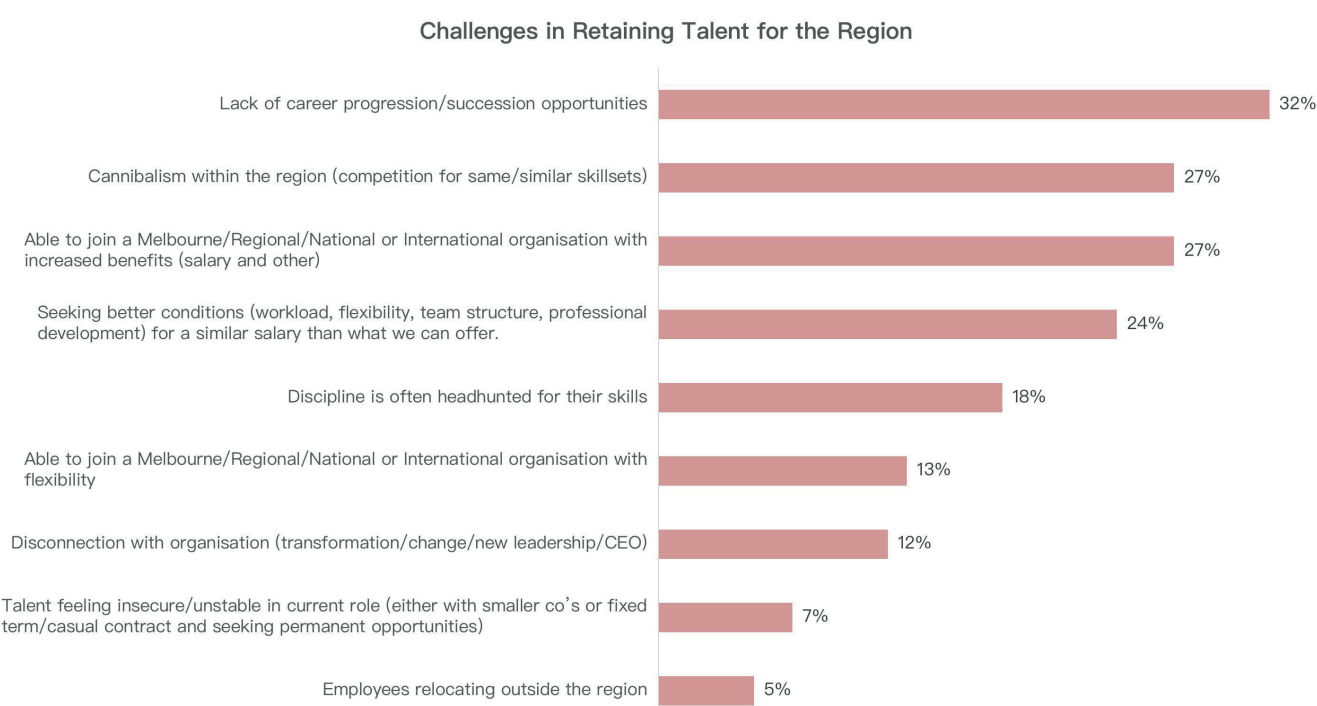 Challenges in Retaining Talent for the Region
Lack of career progression/succession opportunities
32%
Cannibalism within the region (competition for same/similar skillsets)
27%
Able to join a Melbourne/Regional/National or International organisation with
increased benefits (salary and other)
27%
Seeking better conditions (workload, flexibility, team structure, professional
development) for a similar salary than what we can offer.
24%
Discipline is often headhunted for their skills
18%
Able to join a Melbourne/Regional/National or International organisation with
flexibility
13%
Disconnection with organisation (transformation/change/new leadership/CEO)
12%
Talent feeling insecure/unstable in current role (either with smaller co's or fixed
term/casual contract and seeking permanent opportunities)
7%
Employees relocating outside the region
5%